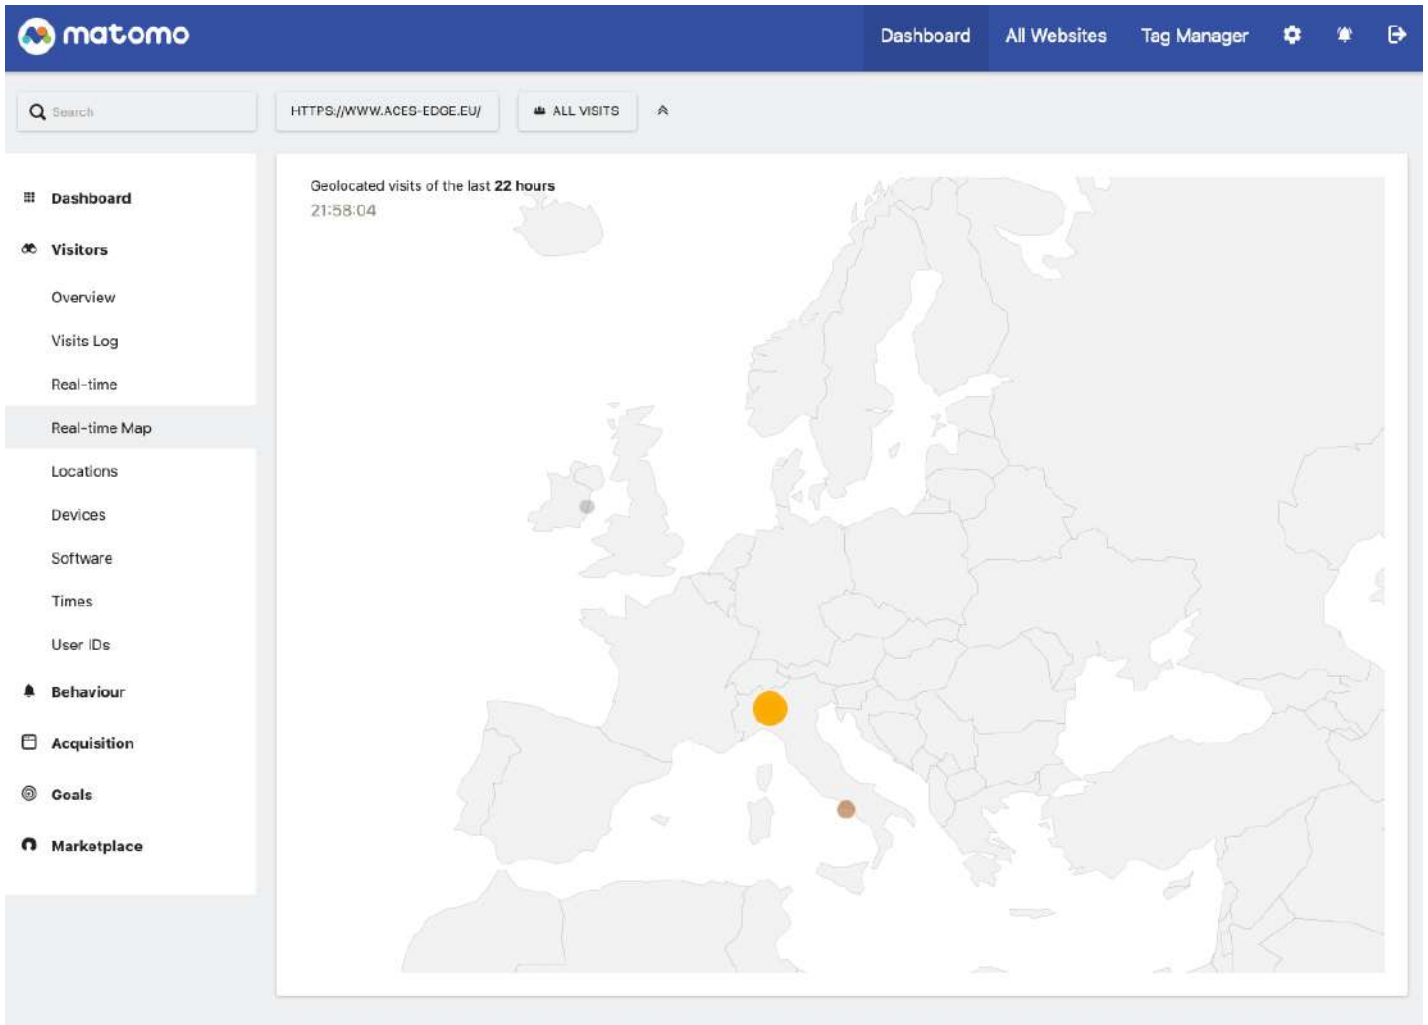 matomo
Dashboard All Websites Tag Manager
Search
HTTPS://WWW.ACES-EDGE.EU/ ALL VISITS
Dashboard
Visitors
Overview
Visits Log
Real-time
Real-time Map
Locations
Devices
Software
Times
User IDs
Behaviour
Acquisition
Goals
Marketplace
Geolocated visits of the last 22 hours
21:58:04